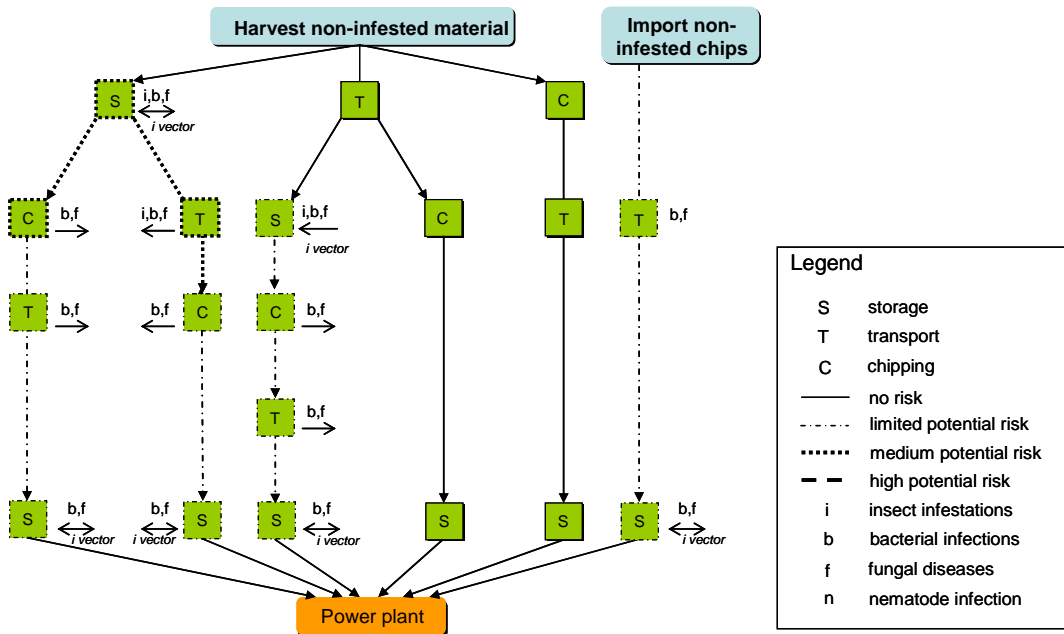 Harvest non-infested material
Import non-
infested chips
S
i,b,f
i vector
T
C
C
b,f
i,b,f
T
S
i,b,f
i vector
C
T
T
b,f
T
b,f
b,f
C
C
b,f
T
b,f
S
b,f
i vector
b,f
i vector
S
S
b,f
i vector
S
S
S
b,f
i vector
Power plant
Legend
S storage
T transport
C chipping
no risk
limited potential risk
medium potential risk
high potential risk
i insect infestations
b bacterial infections
f fungal diseases
n nematode infection